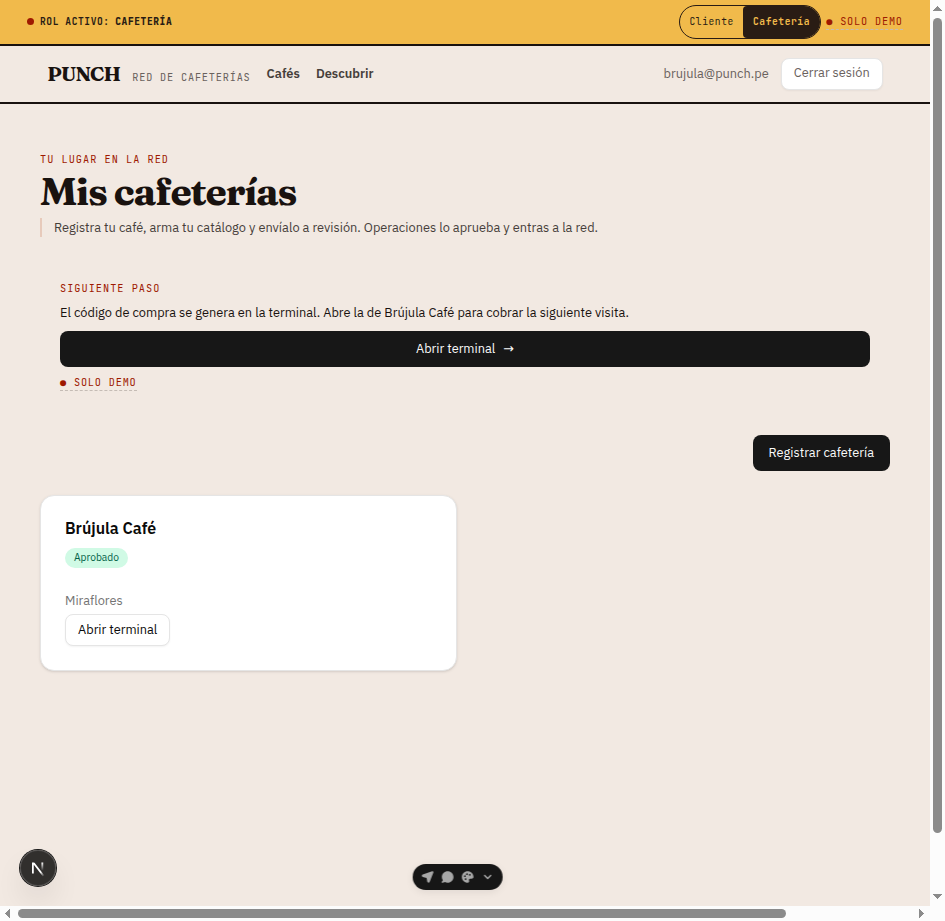 ROL ACTIVO: CAFETERÍA
Cliente
Cafetería
SOLO DEMO
PUNCH
RED DE CAFETERÍAS
Cafés
Descubrir
brujula@punch.pe
Cerrar sesión
TU LUGAR EN LA RED
Mis cafeterías
Registra tu café, arma tu catálogo y envíalo a revisión. Operaciones lo aprueba y entras a la red.
SIGUIENTE PASO
El código de compra se genera en la terminal. Abre la de Brújula Café para cobrar la siguiente visita.
Abrir terminal →
SOLO DEMO
Registrar cafetería
Brújula Café
Aprobado
Miraflores
Abrir terminal
N